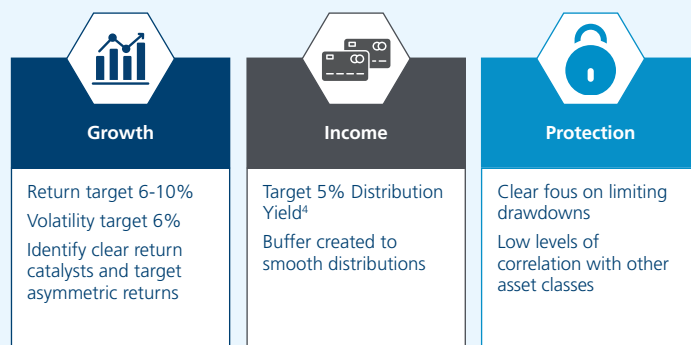 Growth
Return target 6-10%
Volatility target 6%
Identify clear return
catalysts and target
asymmetric returns
Income
Target 5% Distribution
Yield⁴
Buffer created to
smooth distributions
Protection
Clear fous on limiting
drawdowns
Low levels of
correlation with other
asset classes